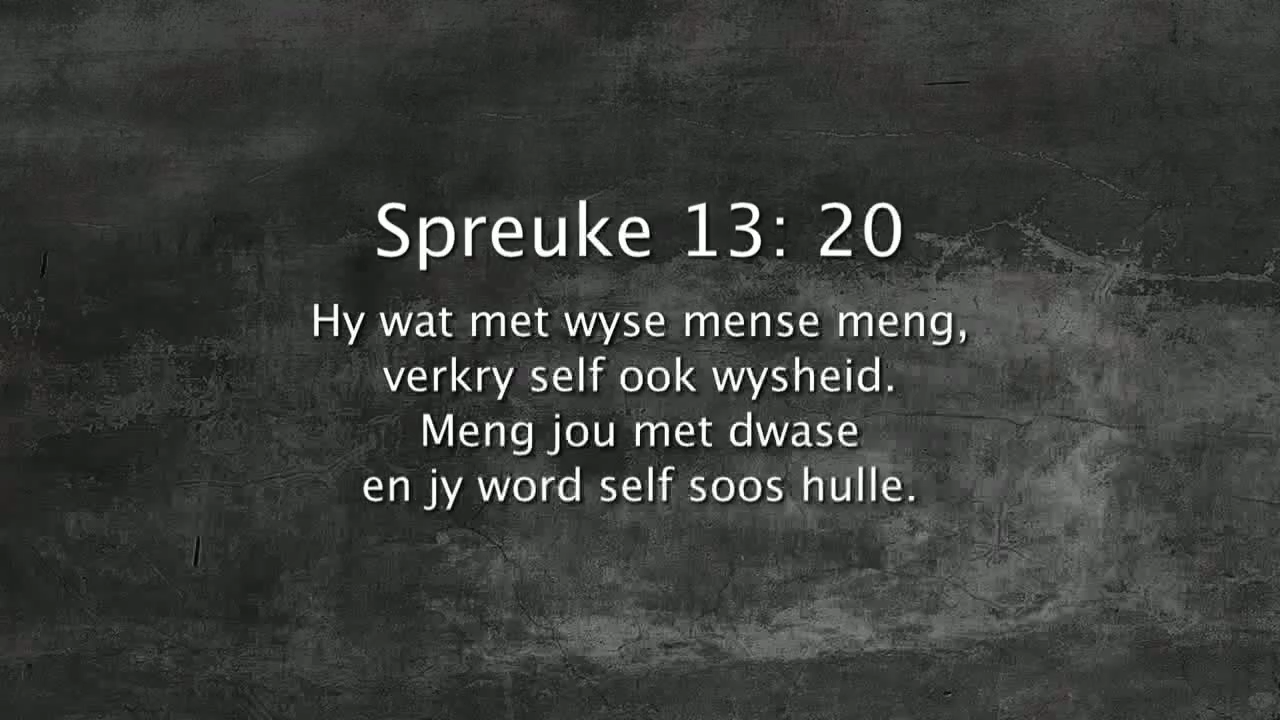 Spreuke 13: 20
Hy wat met wyse mense meng,
verkry self ook wysheid.
Meng jou met dwase
en jy word self soos hulle.